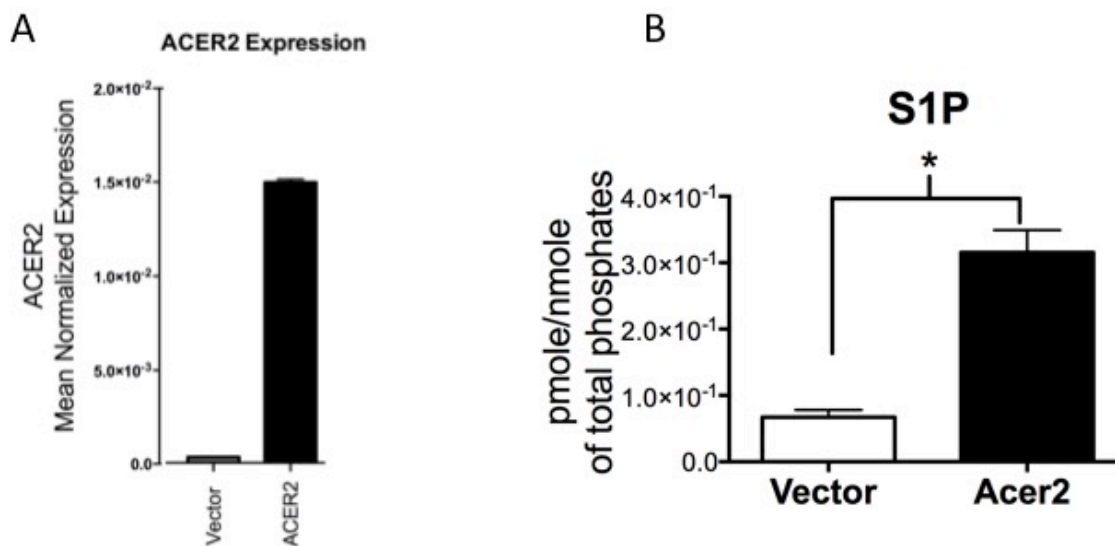 A
ACER2 Expression
ACER2
Mean Normalized Expression
2.0×10⁻²
1.5×10⁻²
1.0×10⁻²
5.0×10⁻³
0.0
Vector
ACER2
B
S1P
*
pmole/nmole
of total phosphates
4.0×10⁻¹
3.0×10⁻¹
2.0×10⁻¹
1.0×10⁻¹
0.0
Vector
Acer2